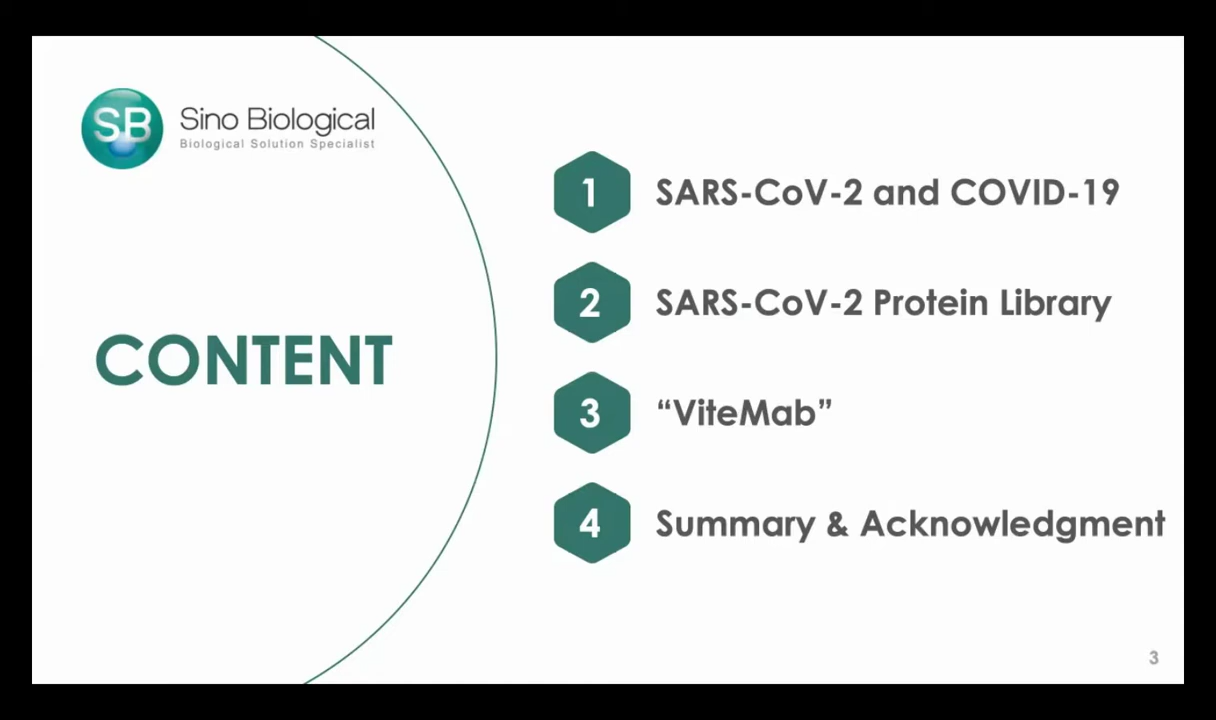 SB
Sino Biological
Biological Solution Specialist
CONTENT
1 SARS-CoV-2 and COVID-19
2 SARS-CoV-2 Protein Library
3 “ViteMab”
4 Summary & Acknowledgment
3